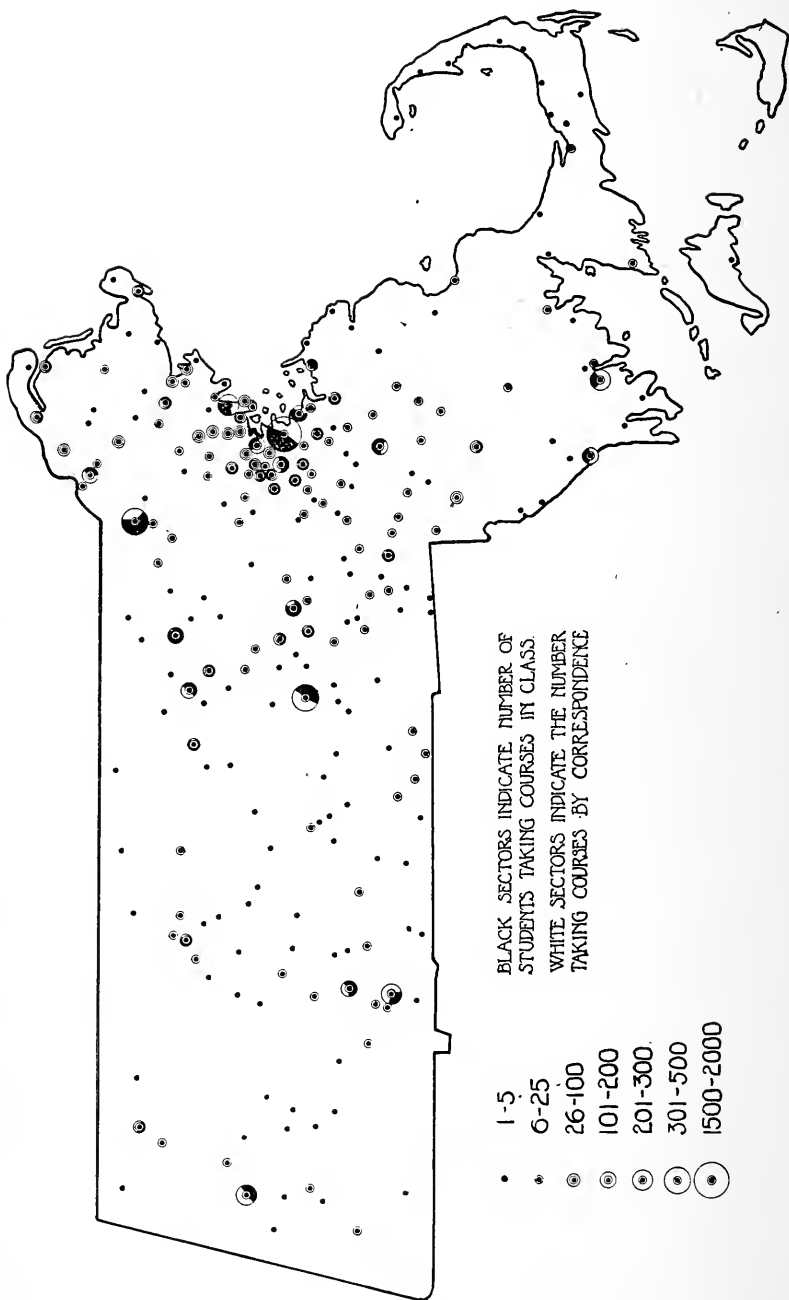 BLACK SECTORS INDICATE NUMBER OF
STUDENTS TAKING COURSES IN CLASS.
WHITE SECTORS INDICATE THE NUMBER
TAKING COURSES BY CORRESPONDENCE
1-5
6-25
26-100
101-200
201-300.
301-500
1500-2000